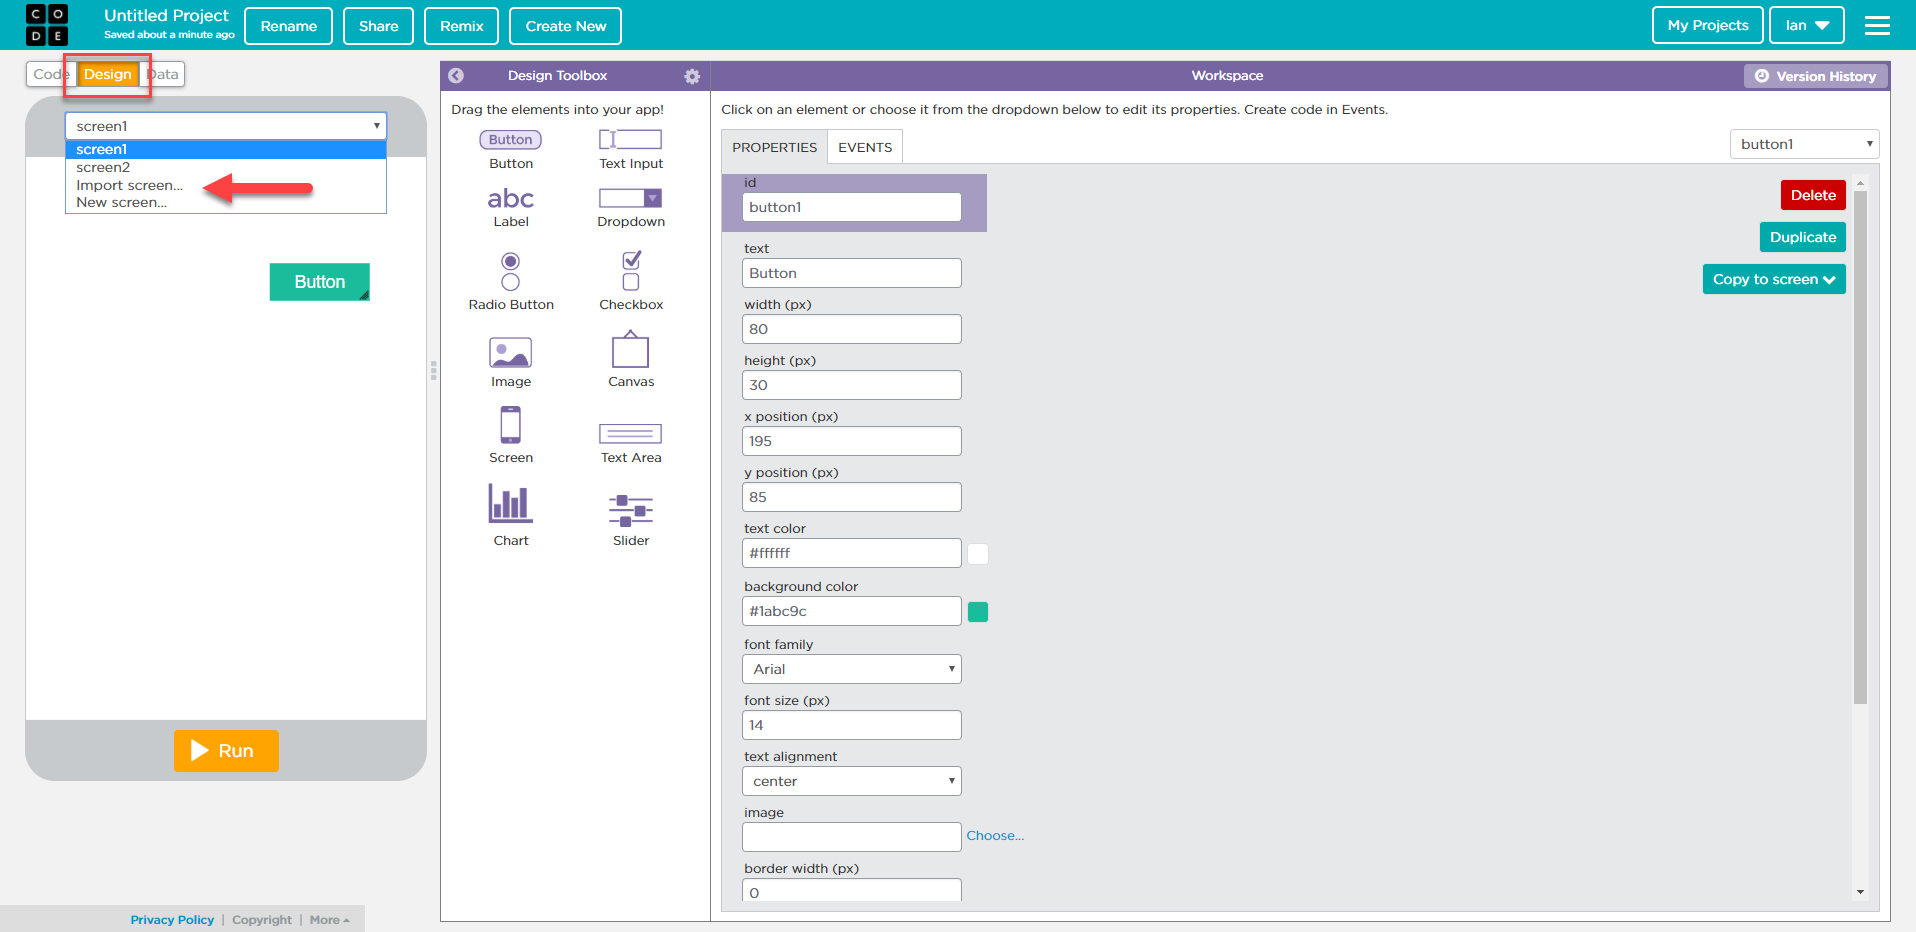 CODE
Untitled Project
Saved about a minute ago
Rename
Share
Remix
Create New
My Projects
Ian
Code
Design
Data
screen1
screen1
screen2
Import screen...
New screen...
Button
Run
Design Toolbox
Drag the elements into your app!
Button
Button
Text Input
abc
Label
Dropdown
Radio Button
Checkbox
Image
Canvas
Screen
Text Area
Chart
Slider
Workspace
Version History
Click on an element or choose it from the dropdown below to edit its properties. Create code in Events.
PROPERTIES
EVENTS
button1
id
button1
Delete
Duplicate
Copy to screen
text
Button
width (px)
80
height (px)
30
x position (px)
195
y position (px)
85
text color
#ffffff
background color
#1abc9c
font family
Arial
font size (px)
14
text alignment
center
image
Choose...
border width (px)
0
Privacy Policy | Copyright | More